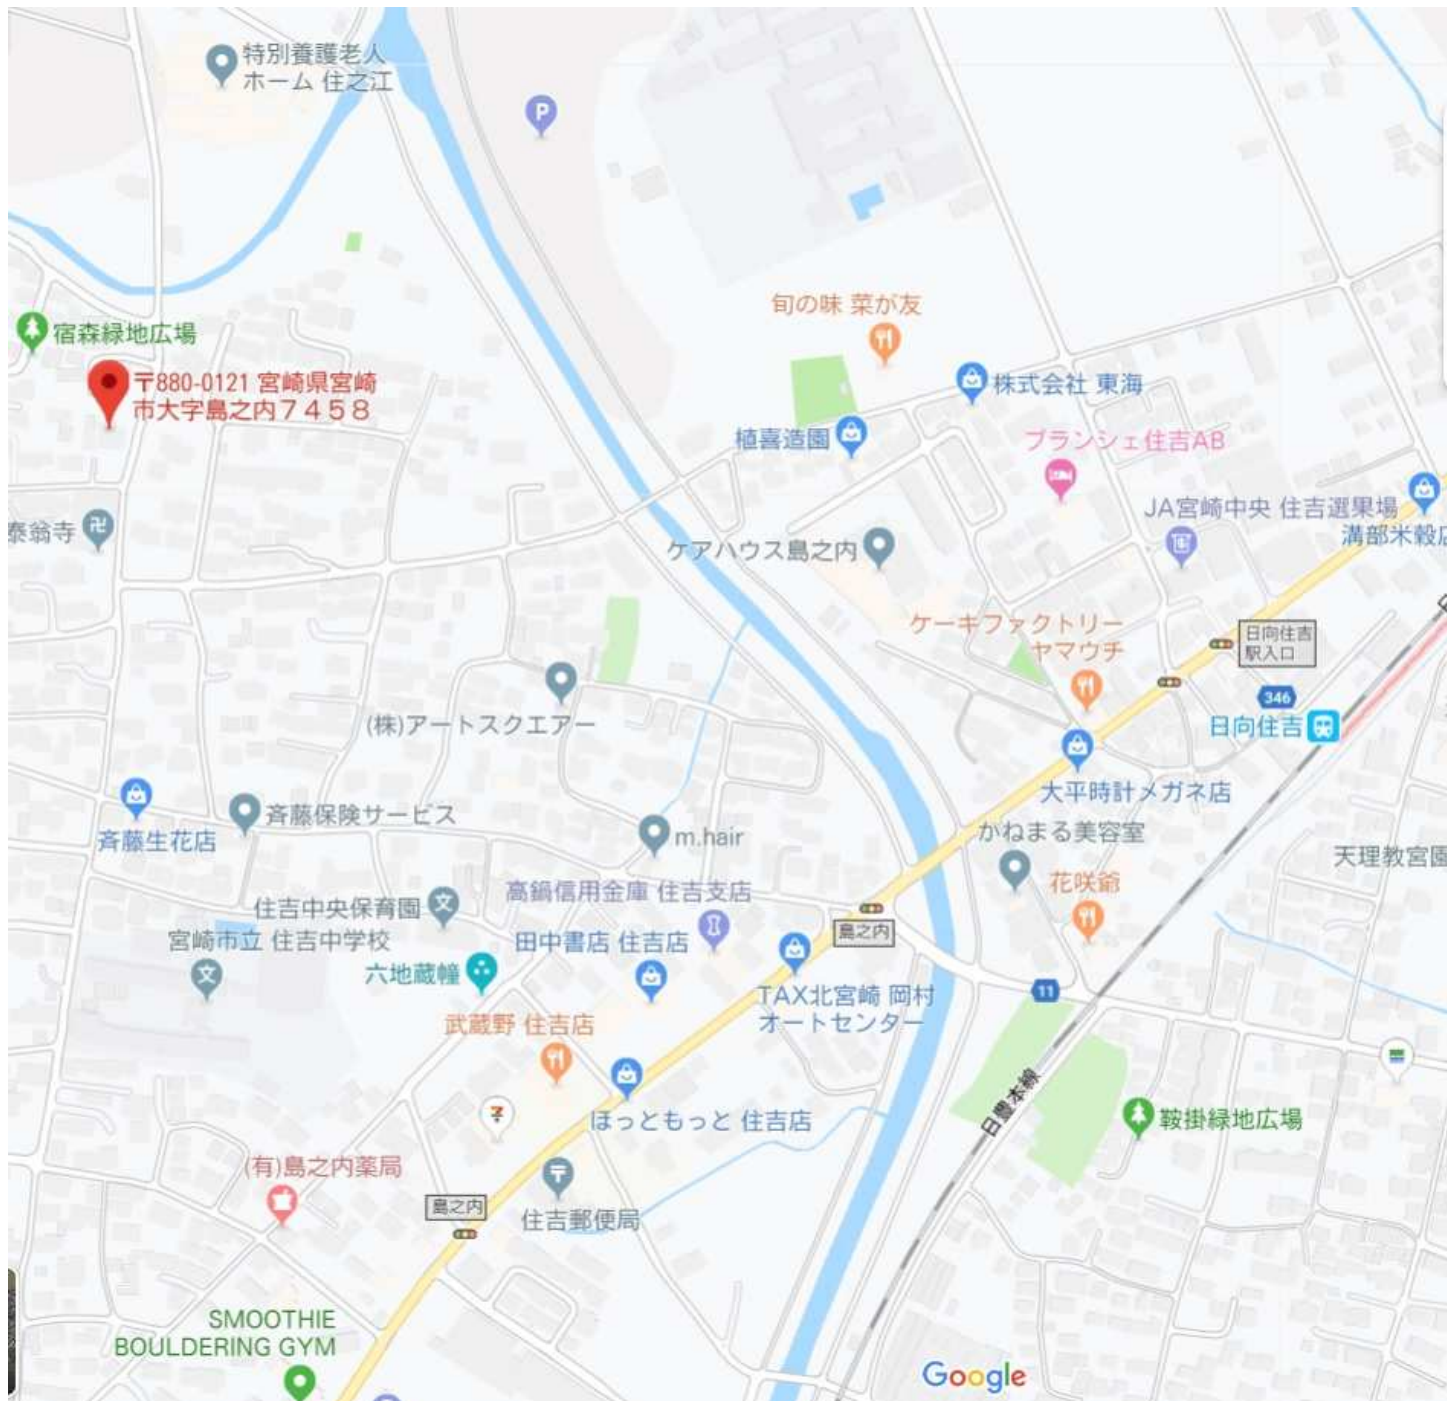 特別養護老人
ホーム 住之江
P
旬の味 菜が友
宿森緑地広場
〒880-0121 宮崎県宮崎
市大字島之内7458
株式会社 東海
植喜造園
ブランシェ住吉AB
JA宮崎中央 住吉選果場
溝部米穀店
泰翁寺
ケアハウス島之内
ケーキファクトリー
ヤマウチ
日向住吉
駅入口
346
日向住吉
(株)アートスクエアー
大平時計メガネ店
斉藤生花店
斉藤保険サービス
m.hair
かねまる美容室
天理教宮園
花咲爺
高鍋信用金庫 住吉支店
住吉中央保育園
文
島之内
田中書店 住吉店
宮崎市立 住吉中学校
文
六地蔵幢
TAX北宮崎 岡村
オートセンター
11
武蔵野 住吉店
日豊本線
ほっともっと 住吉店
鞍掛緑地広場
(有)島之内薬局
〒
島之内
住吉郵便局
SMOOTHIE
BOULDERING GYM
Google